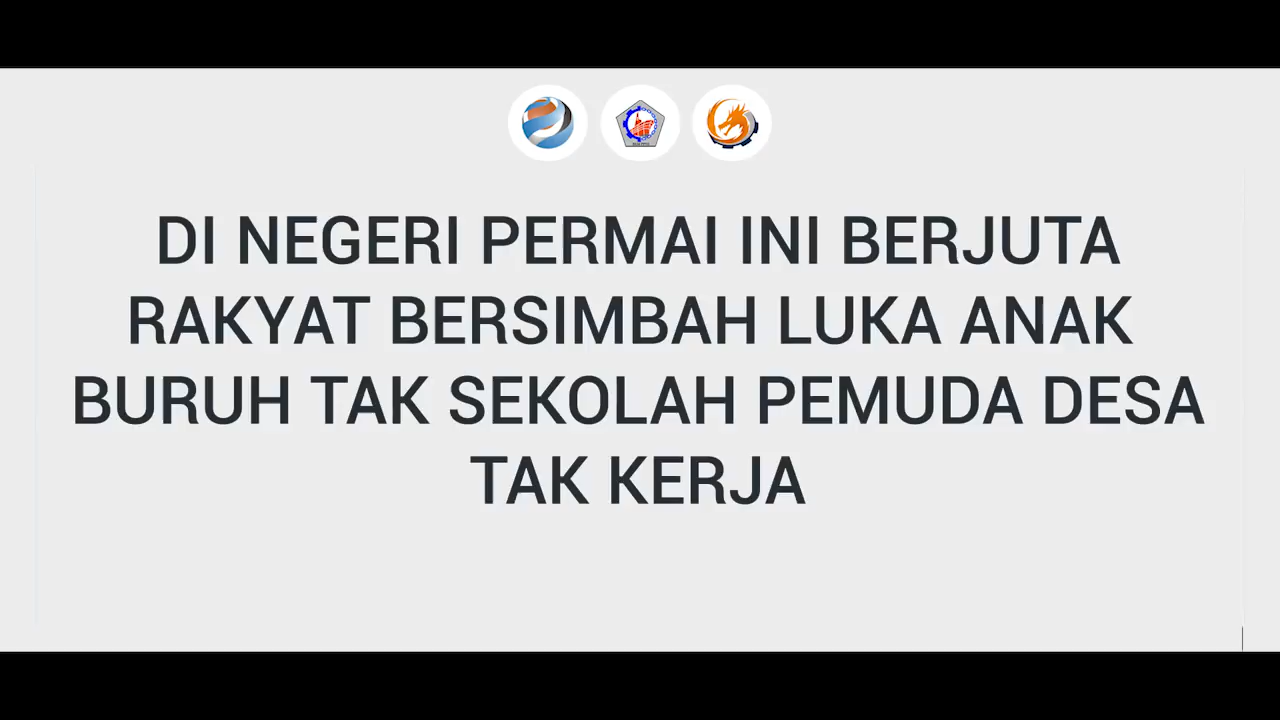 DI NEGERI PERMAI INI BERJUTA
RAKYAT BERSIMBAH LUKA ANAK
BURUH TAK SEKOLAH PEMUDA DESA
TAK KERJA